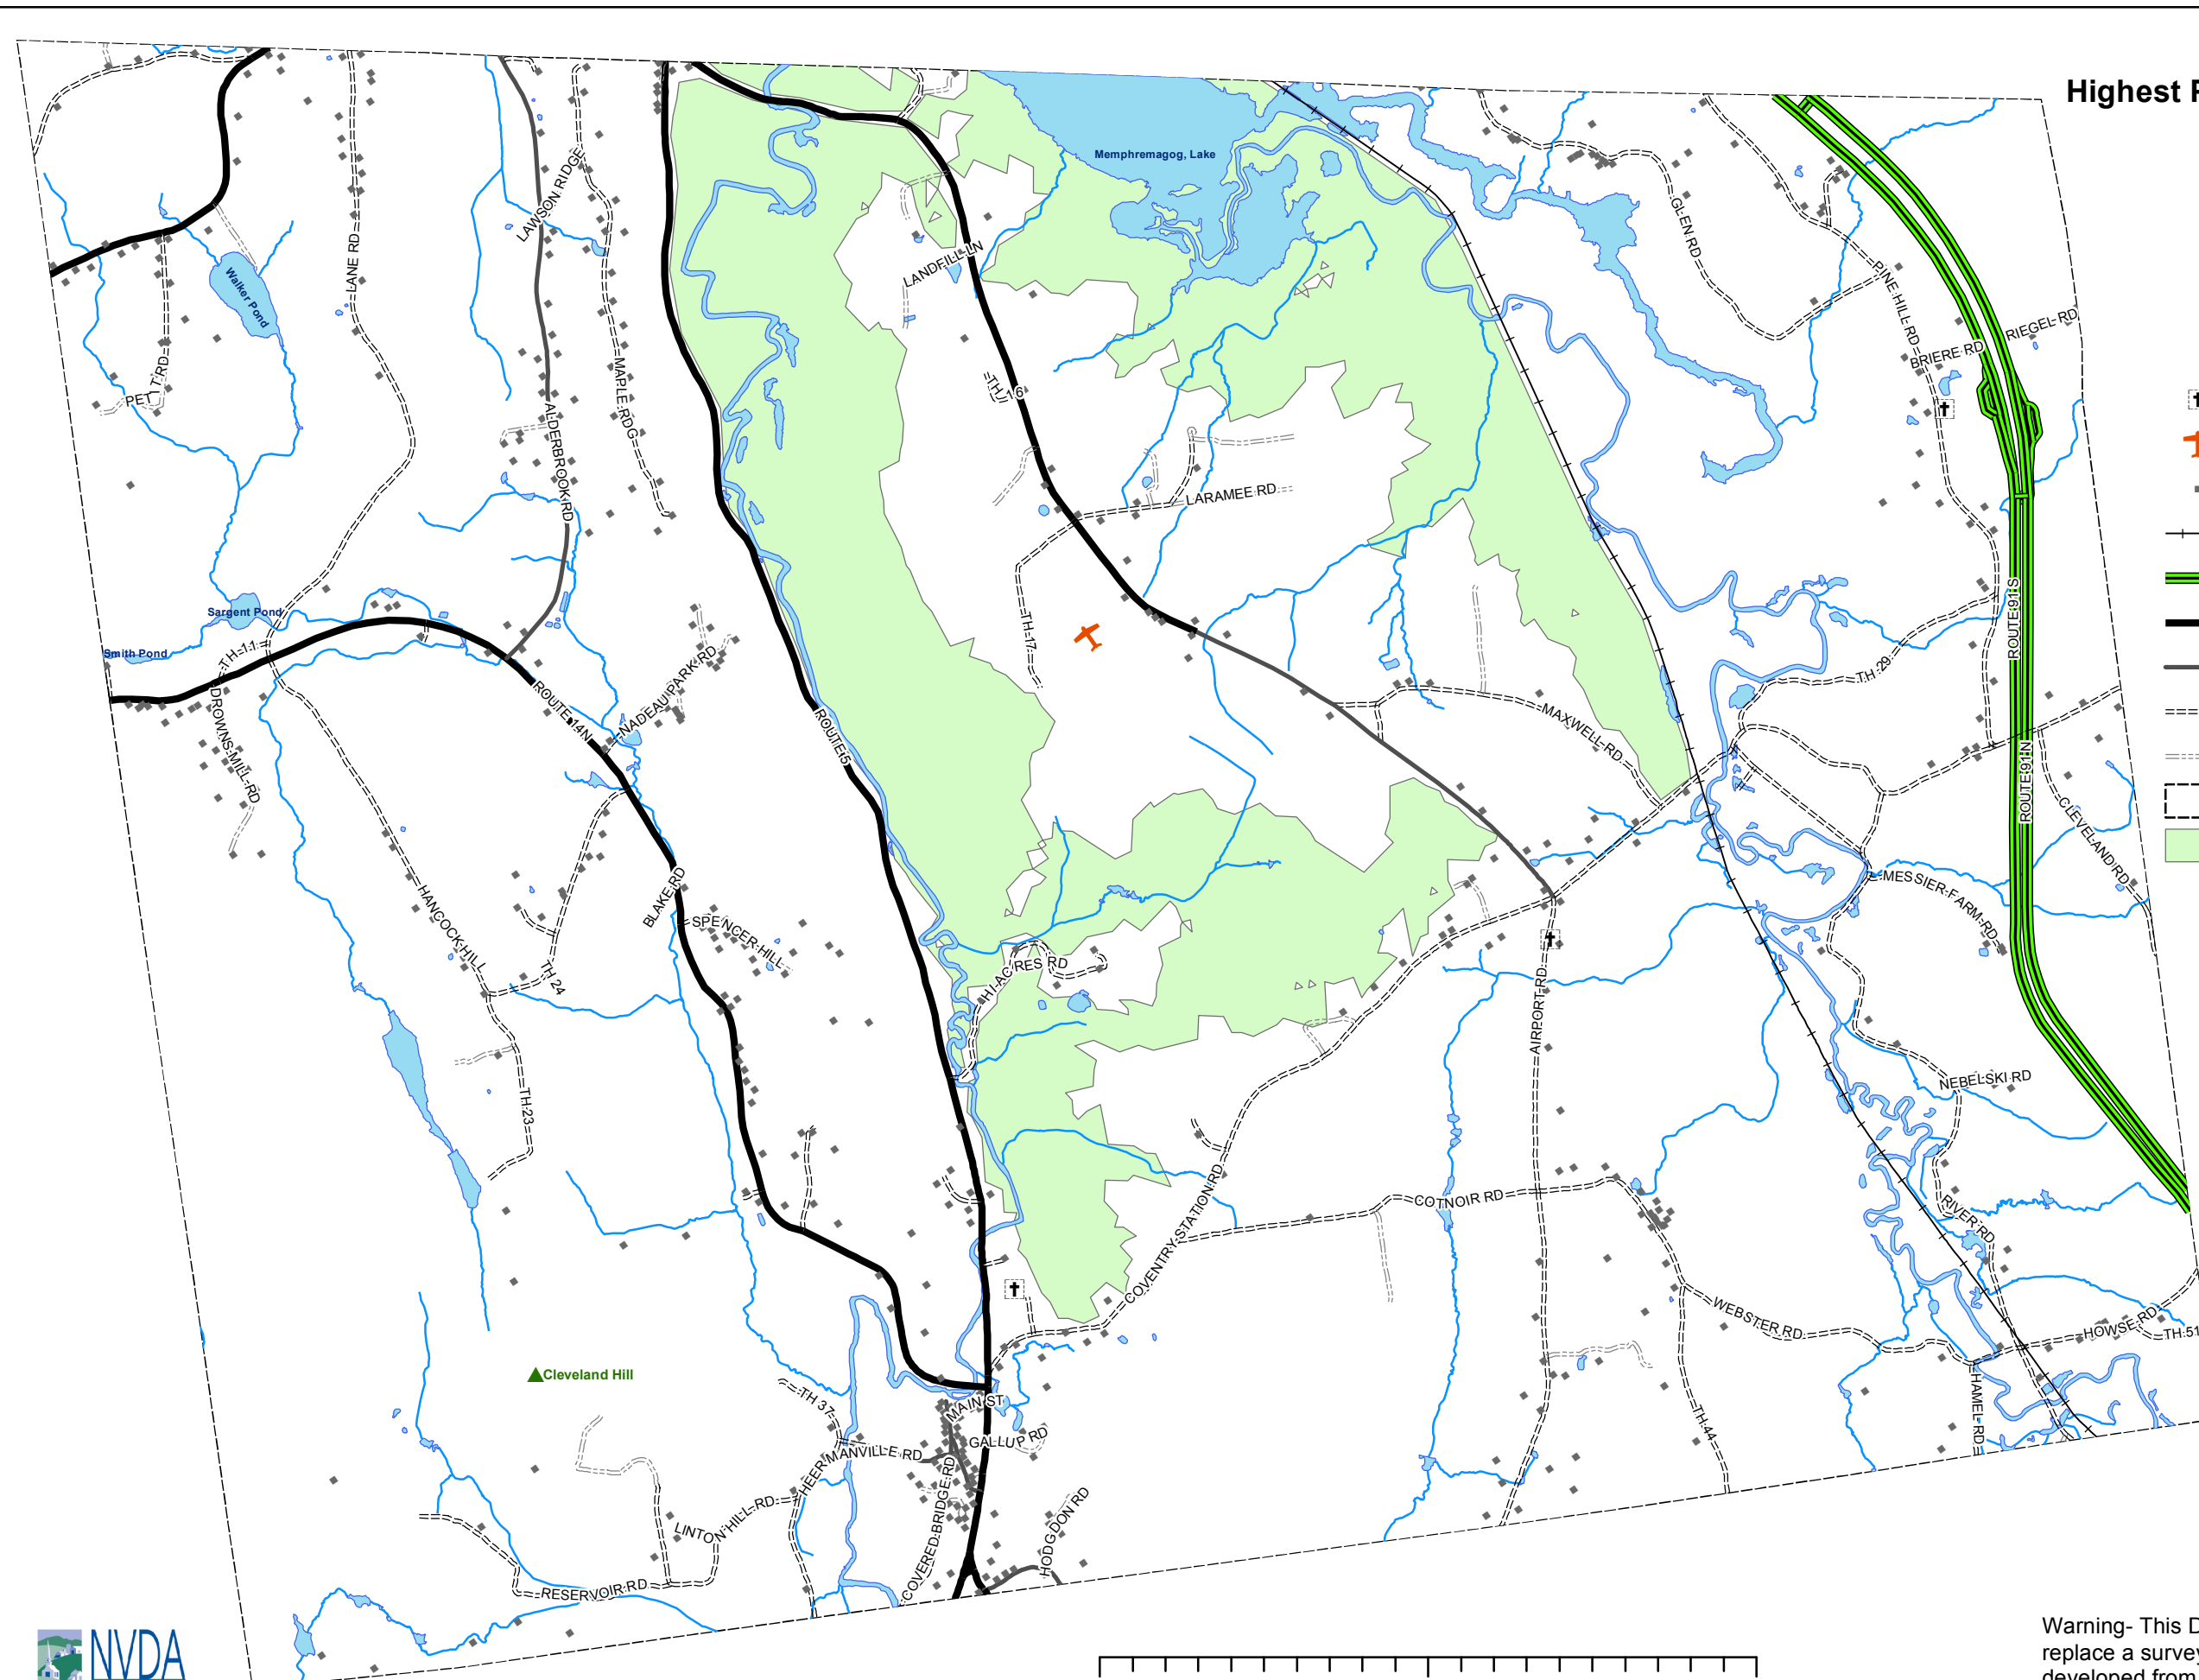 Highest
Memphremagog, Lake
LAWSON RIDGE
LANE RD
GLEN RD
LANDFILL LN
Walker Pond
PINE HILL RD
RIEGEL RD
BRIERE RD
TH 16
MAPLE RDG
ALDERBROOK RD
LARAMEE RD
Sargent Pond
TH-11
TH-17
ROUTE 91 S
Smith Pond
NADEAU PARK RD
TH 29
DROWNS MILL RD
ROUTE 14 N
ROUTE 5
MAXWELL RD
ROUTE 91 N
CLEVELAND RD
HANCOCK HILL
BLAKE RD
SPENCER HILL
MESSIER FARM RD
TH 24
HI-ACRES RD
AIRPORT RD
TH-23
NEBELSKI RD
COVENTRY STATION RD
COTNOIR RD
RIVER RD
WEBSTER RD
HOWSE RD
TH-51
Cleveland Hill
TH 37
MAIN ST
GALLUP RD
MANVILLE RD
HAMEL RD
TH 44
LINTON HILL RD
COVERED BRIDGE RD
HODGDON RD
RESERVOIR RD
NVDA
Warning- This
replace a survey
developed from